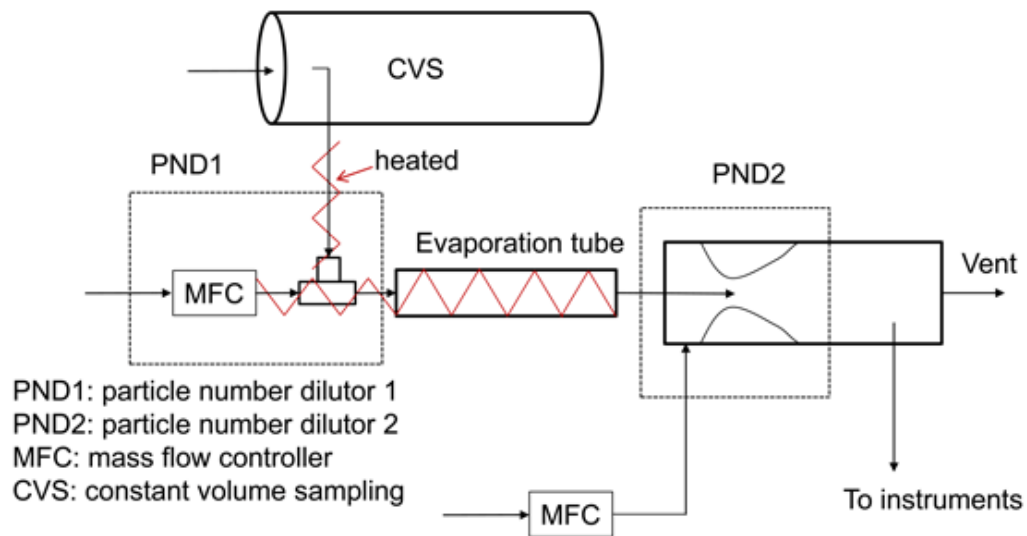 CVS
PND1
heated
PND2
Evaporation tube
MFC
Vent
PND1: particle number dilutor 1
PND2: particle number dilutor 2
MFC: mass flow controller
CVS: constant volume sampling
To instruments
MFC